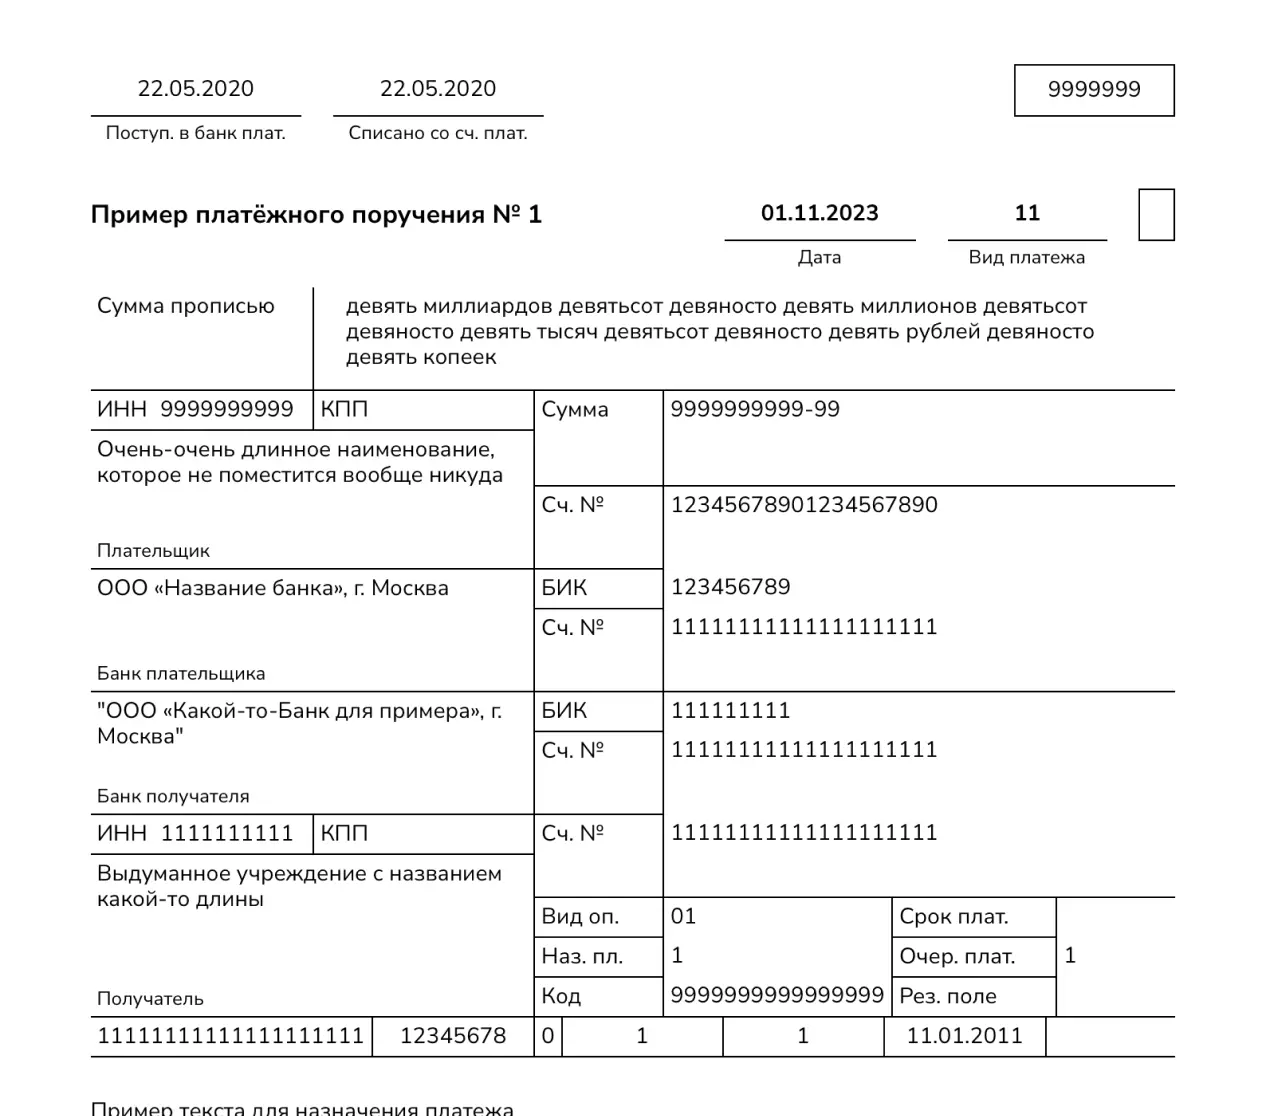 22.05.2020 22.05.2020 9999999
Поступ. в банк плат. Списано со сч. плат.
Пример платёжного поручения № 1 01.11.2023 11
Дата Вид платежа
Сумма прописью девять миллиардов девятьсот девяносто девять миллионов девятьсот
девяносто девять тысяч девятьсот девяносто девять рублей девяносто
девять копеек
ИНН 9999999999 КПП Сумма 9999999999-99
Очень-очень длинное наименование,
которое не поместится вообще никуда
Сч. № 12345678901234567890
Плательщик
ООО «Название банка», г. Москва БИК 123456789
Сч. № 11111111111111111111
Банк плательщика
"ООО «Какой-то-Банк для примера», г. БИК 111111111
Москва"
Сч. № 11111111111111111111
Банк получателя
ИНН 1111111111 КПП Сч. № 11111111111111111111
Выдуманное учреждение с названием
какой-то длины
Вид оп. 01 Срок плат.
Наз. пл. 1 Очер. плат. 1
Получатель Код 9999999999999999 Рез. поле
11111111111111111111 12345678 0 1 1 11.01.2011
Пример текста для назначения платежа